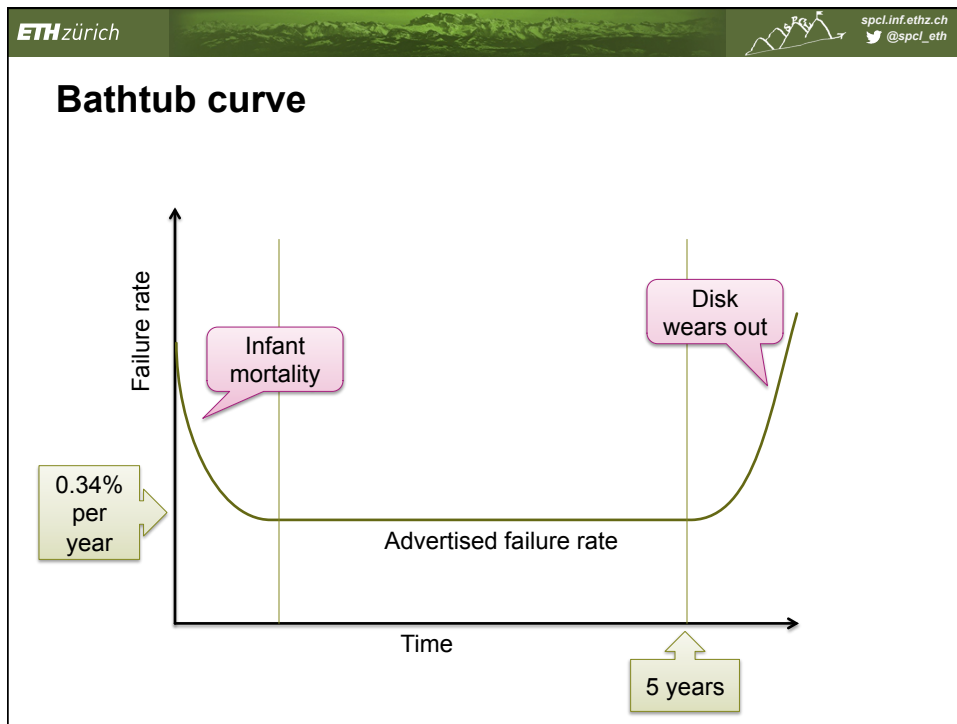 ETH zürich
spcl.inf.ethz.ch
@spcl_eth
Bathtub curve
Failure rate
Infant
mortality
Disk
wears out
0.34%
per
year
Advertised failure rate
Time
5 years